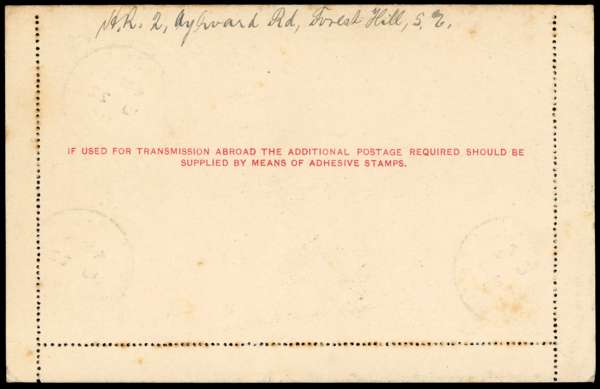 H.R. 2, Aylward Rd, Forest Hill, S.E.
IF USED FOR TRANSMISSION ABROAD THE ADDITIONAL POSTAGE REQUIRED SHOULD BE
SUPPLIED BY MEANS OF ADHESIVE STAMPS.